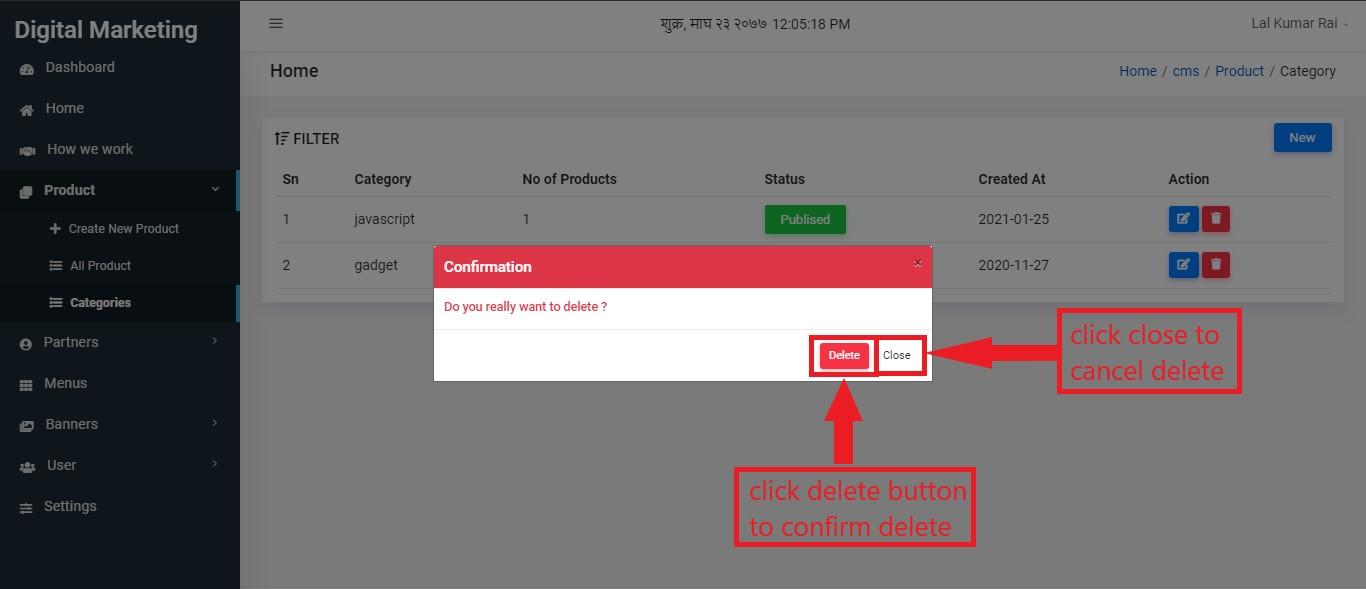 Digital Marketing
शुक्र, माघ २३ २०७७ 12:05:18 PM
Lal Kumar Rai
Dashboard
Home
How we work
Product
Create New Product
All Product
Categories
Partners
Menus
Banners
User
Settings
Home
Home / cms / Product / Category
FILTER
New
Sn Category No of Products Status Created At Action
1 javascript 1 Publised 2021-01-25
2 gadget 2020-11-27
Confirmation ×
Do you really want to delete ?
Delete Close
click close to
cancel delete
click delete button
to confirm delete